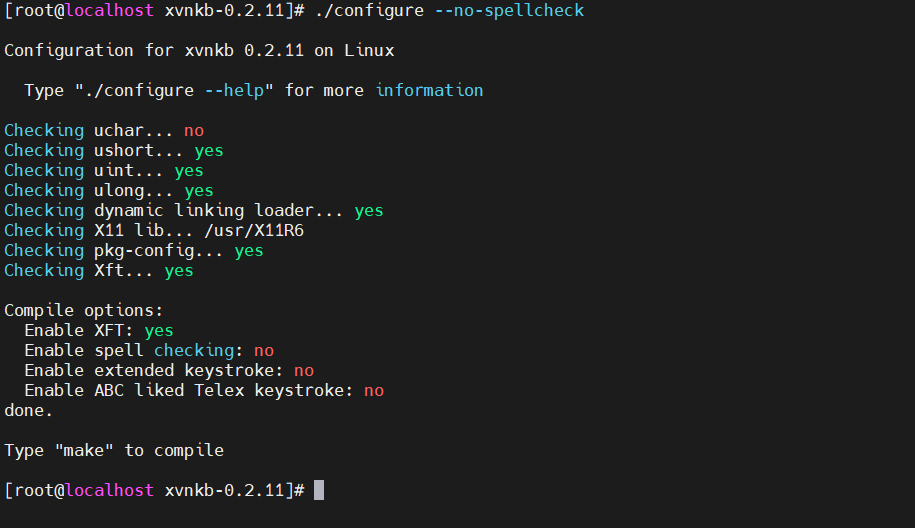 [root@localhost xvnkb-0.2.11]# ./configure --no-spellcheck
Configuration for xvnkb 0.2.11 on Linux
Type "./configure --help" for more information
Checking uchar... no
Checking ushort... yes
Checking uint... yes
Checking ulong... yes
Checking dynamic linking loader... yes
Checking X11 lib... /usr/X11R6
Checking pkg-config... yes
Checking Xft... yes
Compile options:
Enable XFT: yes
Enable spell checking: no
Enable extended keystroke: no
Enable ABC liked Telex keystroke: no
done.
Type "make" to compile
[root@localhost xvnkb-0.2.11]#